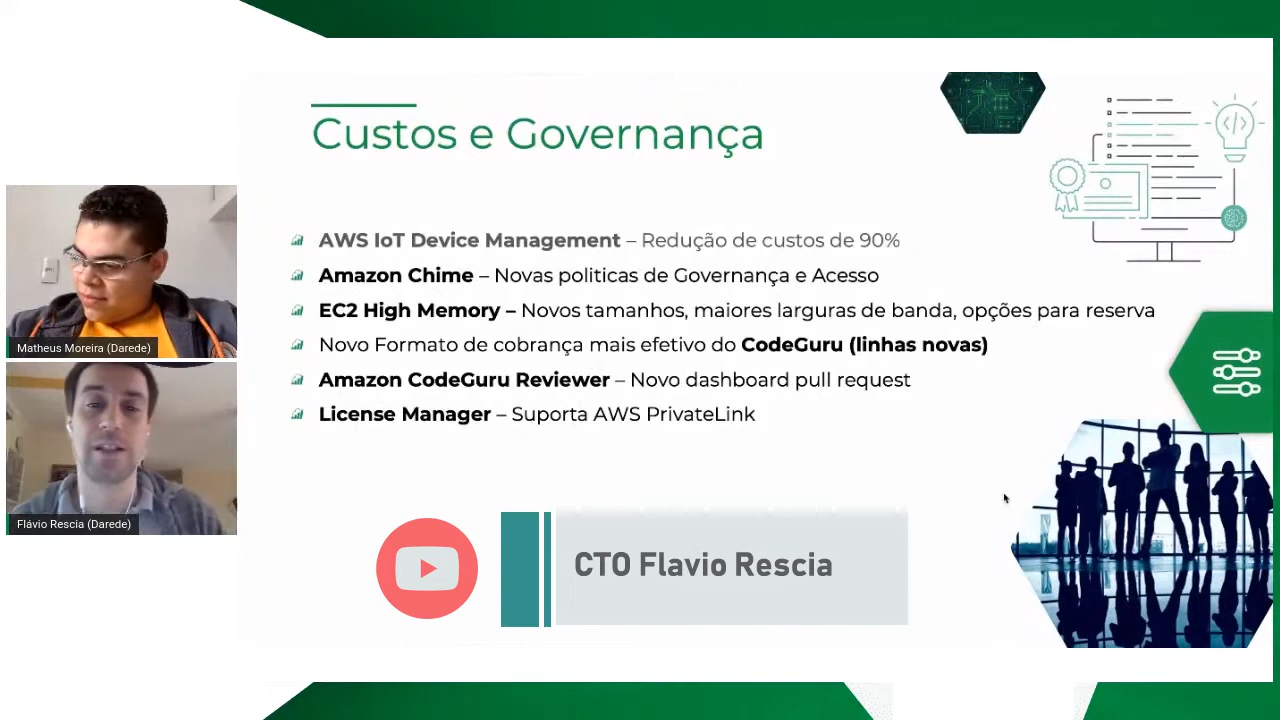 Custos e Governança
AWS IoT Device Management – Redução de custos de 90%
Amazon Chime – Novas politicas de Governança e Acesso
EC2 High Memory – Novos tamanhos, maiores larguras de banda, opções para reserva
Novo Formato de cobrança mais efetivo do CodeGuru (linhas novas)
Amazon CodeGuru Reviewer – Novo dashboard pull request
License Manager – Suporta AWS PrivateLink
Matheus Moreira (Darede)
Flávio Rescia (Darede)
CTO Flavio Rescia